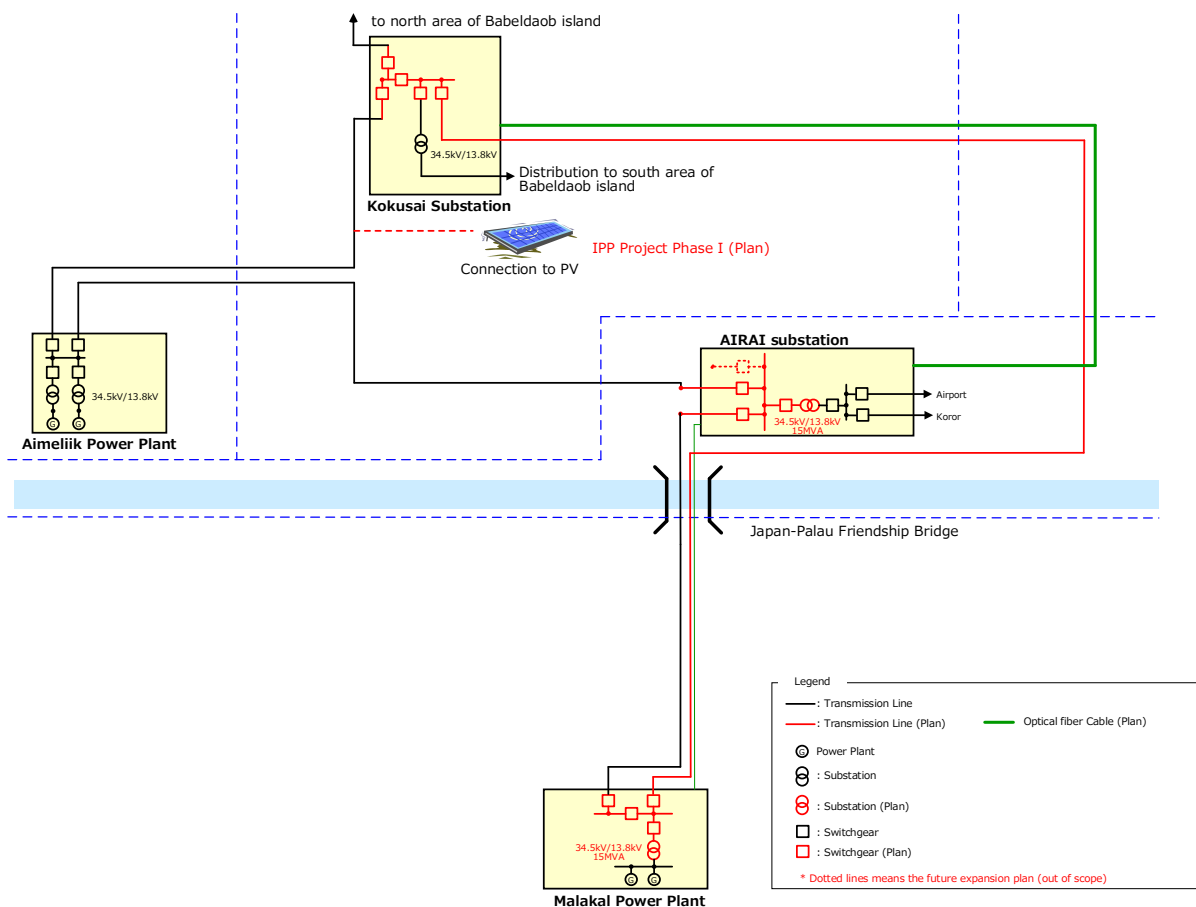 to north area of Babeldaob island
34.5kV/13.8kV
Distribution to south area of
Babeldaob island
Kokusai Substation
IPP Project Phase I (Plan)
Connection to PV
AIRAI substation
34.5kV/13.8kV
G
G
Aimeliik Power Plant
Airport
Koror
34.5kV/13.8kV
15MVA
Japan-Palau Friendship Bridge
Legend
: Transmission Line
: Transmission Line (Plan)
Optical fiber Cable (Plan)
G
Power Plant
: Substation
: Substation (Plan)
: Switchgear
: Switchgear (Plan)
* Dotted lines means the future expansion plan (out of scope)
34.5kV/13.8kV
15MVA
G
G
Malakal Power Plant